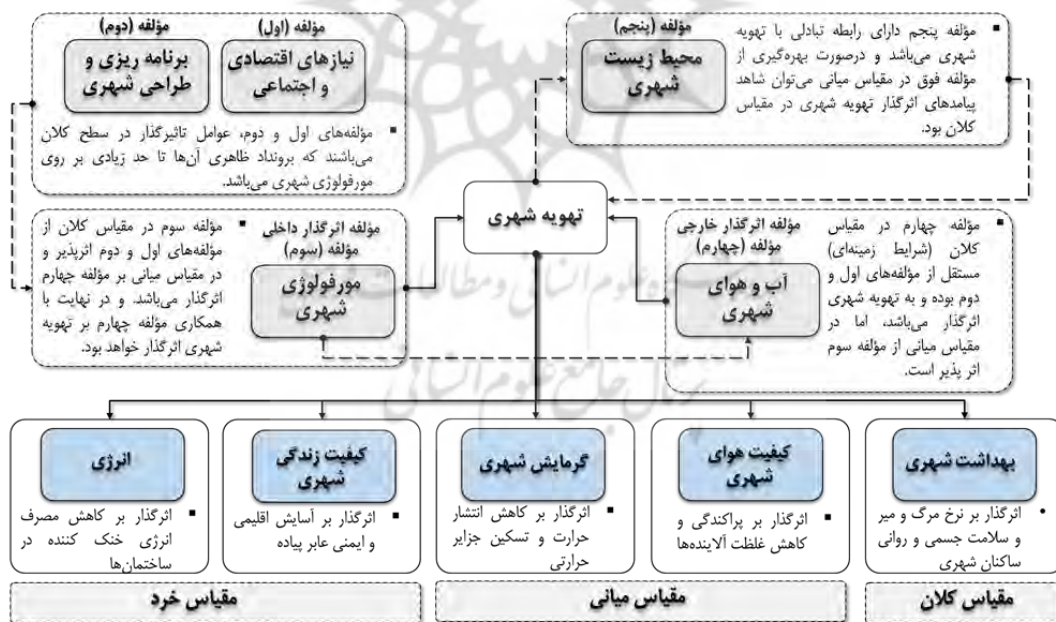 مؤلفه (پنجم)
محیط زیست
شهری
▪ مؤلفه پنجم دارای رابطه تبادلی با تهویه
شهری می‌باشد و درصورت بهره‌گیری از
مؤلفه فوق در مقیاس میانی می‌توان شاهد
پیامدهای اثرگذار تهویه شهری در مقیاس
کلان بود.
مؤلفه (اول)
نیازهای اقتصادی
و اجتماعی
مؤلفه (دوم)
برنامه ریزی و
طراحی شهری
▪ مؤلفه‌های اول و دوم، عوامل تاثیرگذار در سطح کلان
می‌باشند که برونداد ظاهری آن‌ها تا حد زیادی بر روی
مورفولوژی شهری می‌باشد.
تهویه شهری
▪ مؤلفه چهارم در مقیاس
کلان (شرایط زمینه‌ای)
مستقل از مؤلفه‌های اول و
دوم بوده و به تهویه شهری
اثرگذار می‌باشد، اما در
مقیاس میانی از مؤلفه سوم
اثر پذیر است.
مؤلفه اثرگذار خارجی
مؤلفه (چهارم)
آب و هوای
شهری
مؤلفه اثرگذار داخلی
مؤلفه (سوم)
مورفولوژی
شهری
▪ مؤلفه سوم در مقیاس کلان از
مؤلفه‌های اول و دوم اثرپذیر و
در مقیاس میانی بر مؤلفه چهارم
اثرگذار می‌باشد. و در نهایت با
همکاری مؤلفه چهارم بر تهویه
شهری اثرگذار خواهد بود.
علوم انسانی و مطالعات
پرتال جامع علوم انسانی
بهداشت شهری
• اثرگذار بر نرخ مرگ و میر
و سلامت جسمی و روانی
ساکنان شهری
کیفیت هوای
شهری
▪ اثرگذار بر پراکندگی و
کاهش غلظت آلاینده‌ها
گرمایش شهری
▪ اثرگذار بر کاهش انتشار
حرارت و تسکین جزایر
حرارتی
کیفیت زندگی
شهری
▪ اثرگذار بر آسایش اقلیمی
و ایمنی عابر پیاده
انرژی
▪ اثرگذار بر کاهش مصرف
انرژی خنک کننده در
ساختمان‌ها
مقیاس کلان
مقیاس میانی
مقیاس خرد